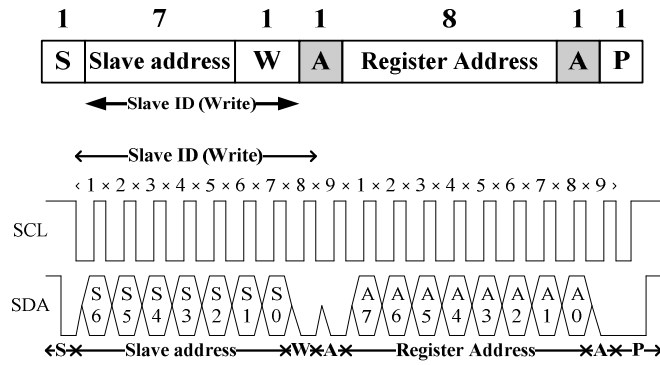 1 7 1 1 8 1 1
S Slave address W A Register Address A P
Slave ID (Write)
Slave ID (Write)
‹ 1 × 2 × 3 × 4 × 5 × 6 × 7 × 8 × 9 × 1 × 2 × 3 × 4 × 5 × 6 × 7 × 8 × 9 ›
SCL
SDA S6 S5 S4 S3 S2 S1 S0 A7 A6 A5 A4 A3 A2 A1 A0
S Slave address W A Register Address A P